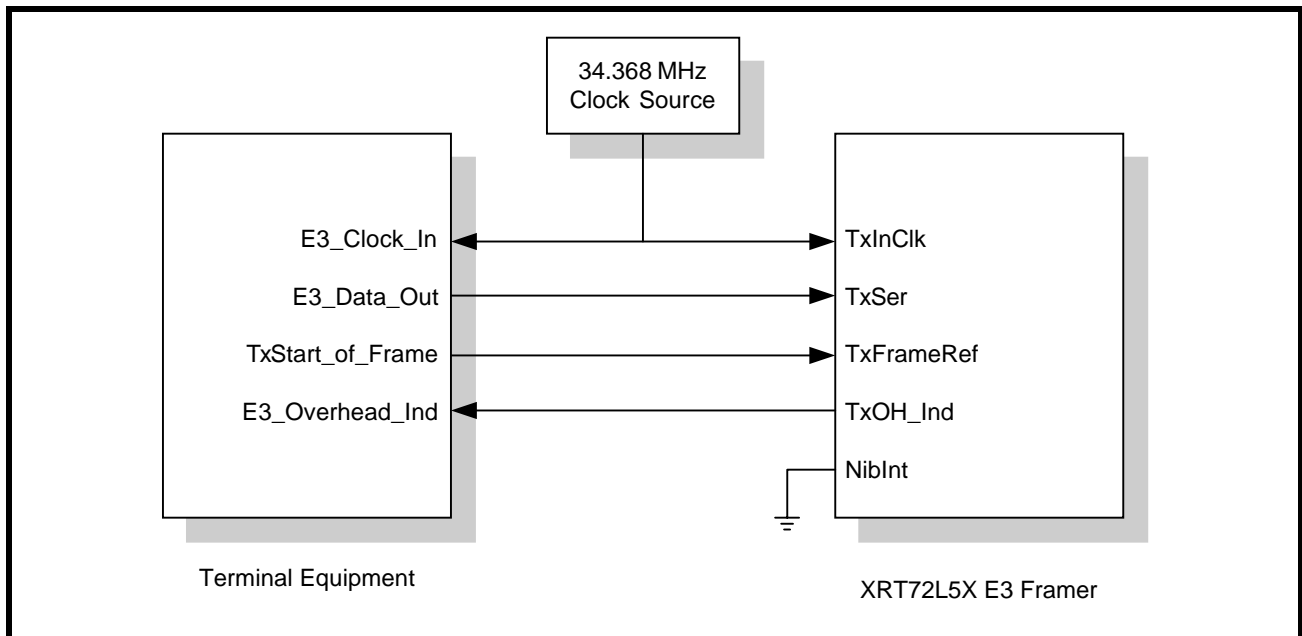 34.368 MHz
Clock Source
E3_Clock_In
TxInClk
E3_Data_Out
TxSer
TxStart_of_Frame
TxFrameRef
E3_Overhead_Ind
TxOH_Ind
NibInt
Terminal Equipment
XRT72L5X E3 Framer